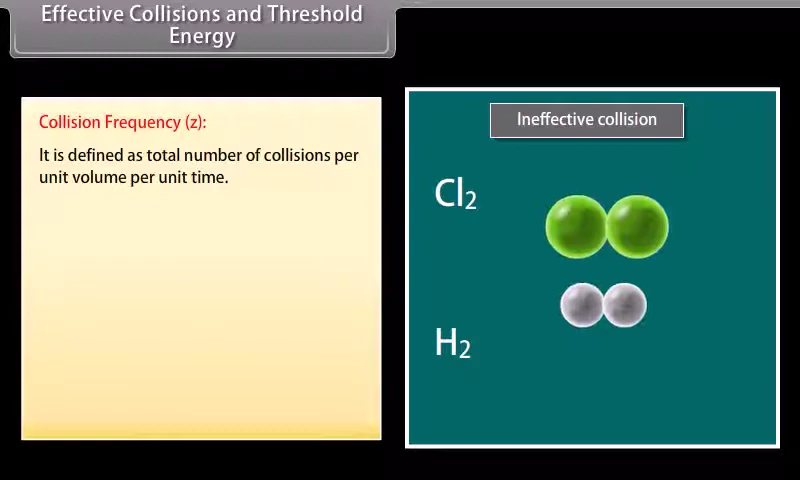 Effective Collisions and Threshold
Energy
Collision Frequency (z):
It is defined as total number of collisions per
unit volume per unit time.
Ineffective collision
Cl₂
H₂